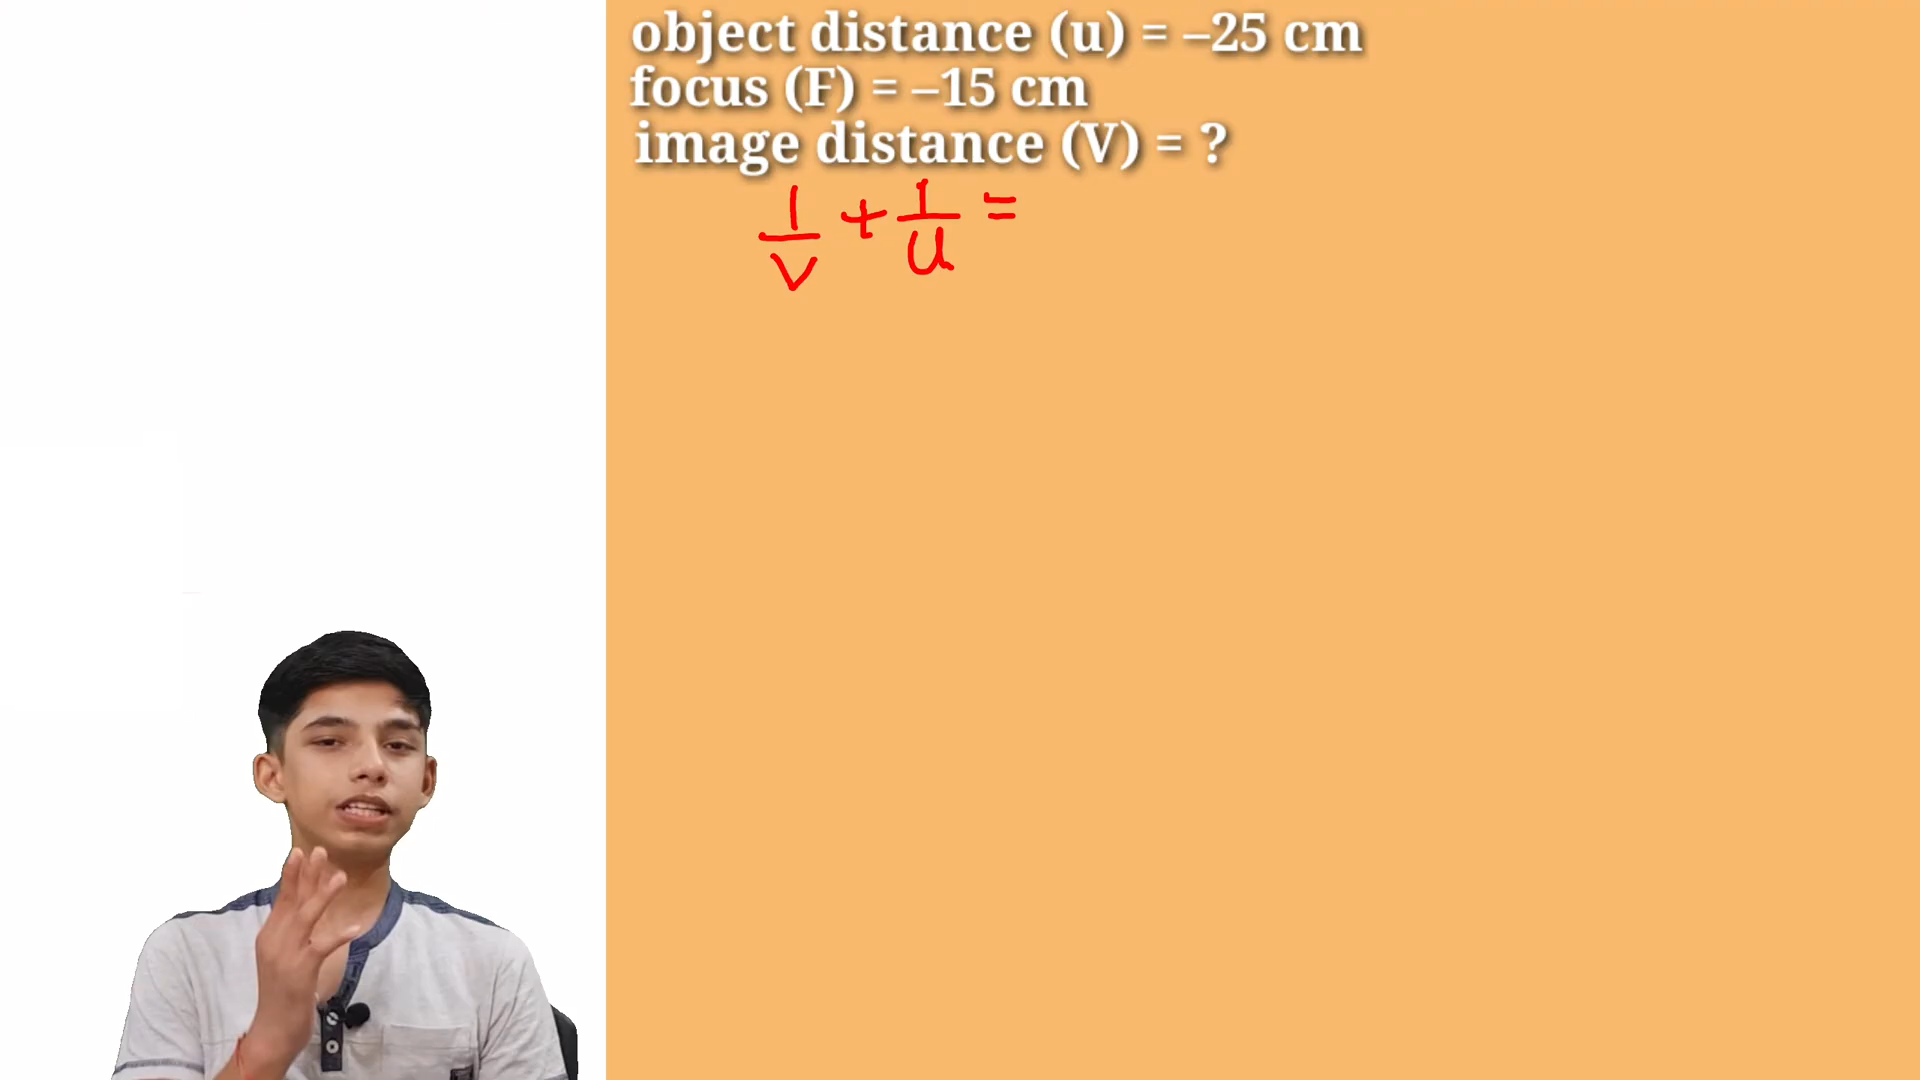 object distance (u) = –25 cm
focus (F) = –15 cm
image distance (V) = ?
1/v + 1/u =